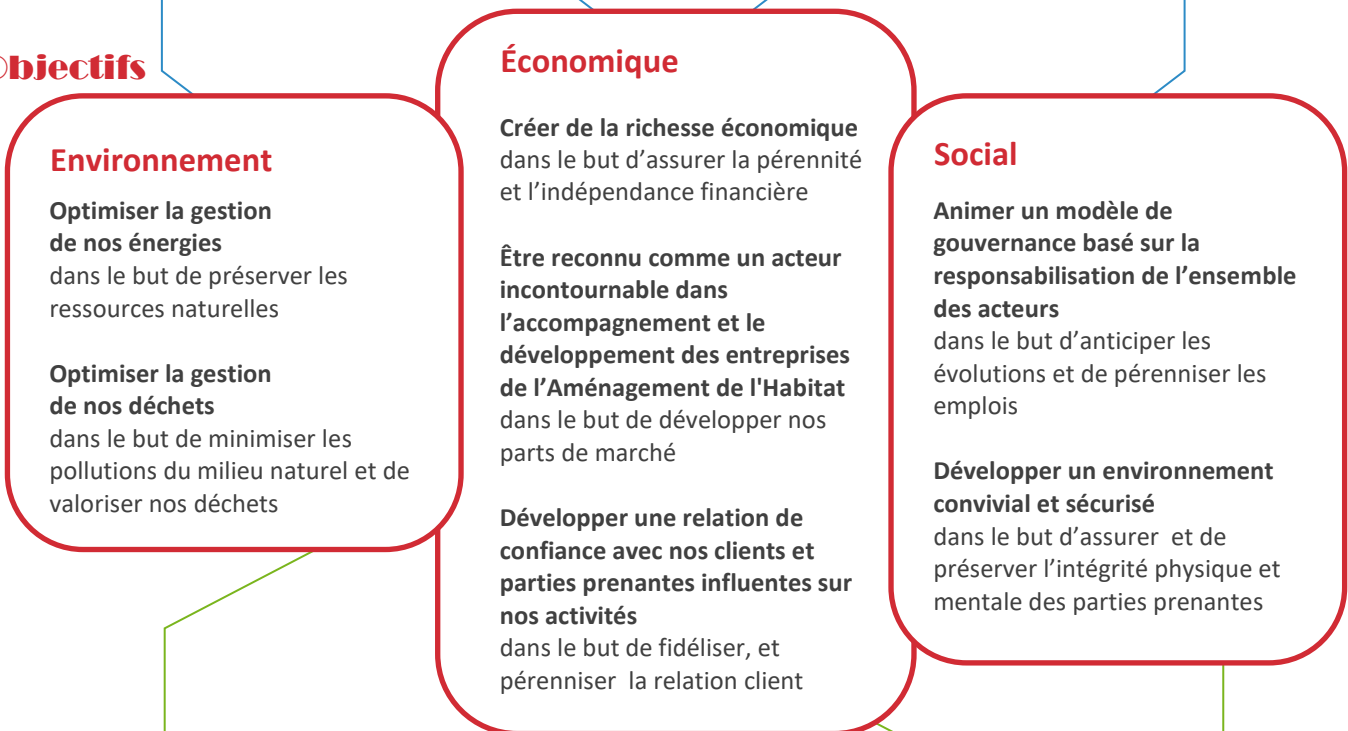 Objectifs
Environnement
Optimiser la gestion
de nos énergies
dans le but de préserver les
ressources naturelles
Optimiser la gestion
de nos déchets
dans le but de minimiser les
pollutions du milieu naturel et de
valoriser nos déchets
Économique
Créer de la richesse économique
dans le but d’assurer la pérennité
et l’indépendance financière
Être reconnu comme un acteur
incontournable dans
l’accompagnement et le
développement des entreprises
de l’Aménagement de l'Habitat
dans le but de développer nos
parts de marché
Développer une relation de
confiance avec nos clients et
parties prenantes influentes sur
nos activités
dans le but de fidéliser, et
pérenniser la relation client
Social
Animer un modèle de
gouvernance basé sur la
responsabilisation de l’ensemble
des acteurs
dans le but d’anticiper les
évolutions et de pérenniser les
emplois
Développer un environnement
convivial et sécurisé
dans le but d’assurer et de
préserver l’intégrité physique et
mentale des parties prenantes